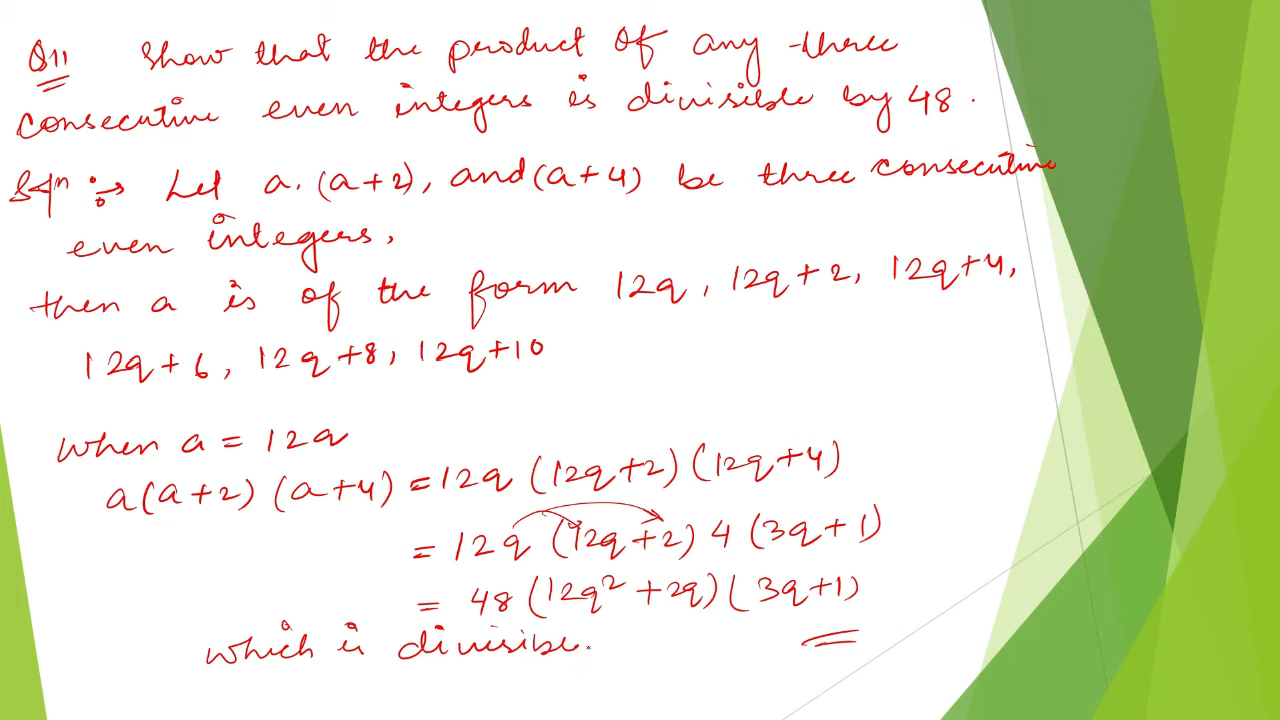 Q11 Show that the product of any three
consecutive even integers is divisible by 48.
Solⁿ :→ Let a, (a+2), and (a+4) be three consecutive
even integers,
then a is of the form 12q, 12q+2, 12q+4,
12q+6, 12q+8, 12q+10
When a = 12q
a(a+2) (a+4) = 12q (12q+2) (12q+4)
= 12q (12q+2) 4 (3q+1)
= 48 (12q²+2q) (3q+1)
which is divisible.